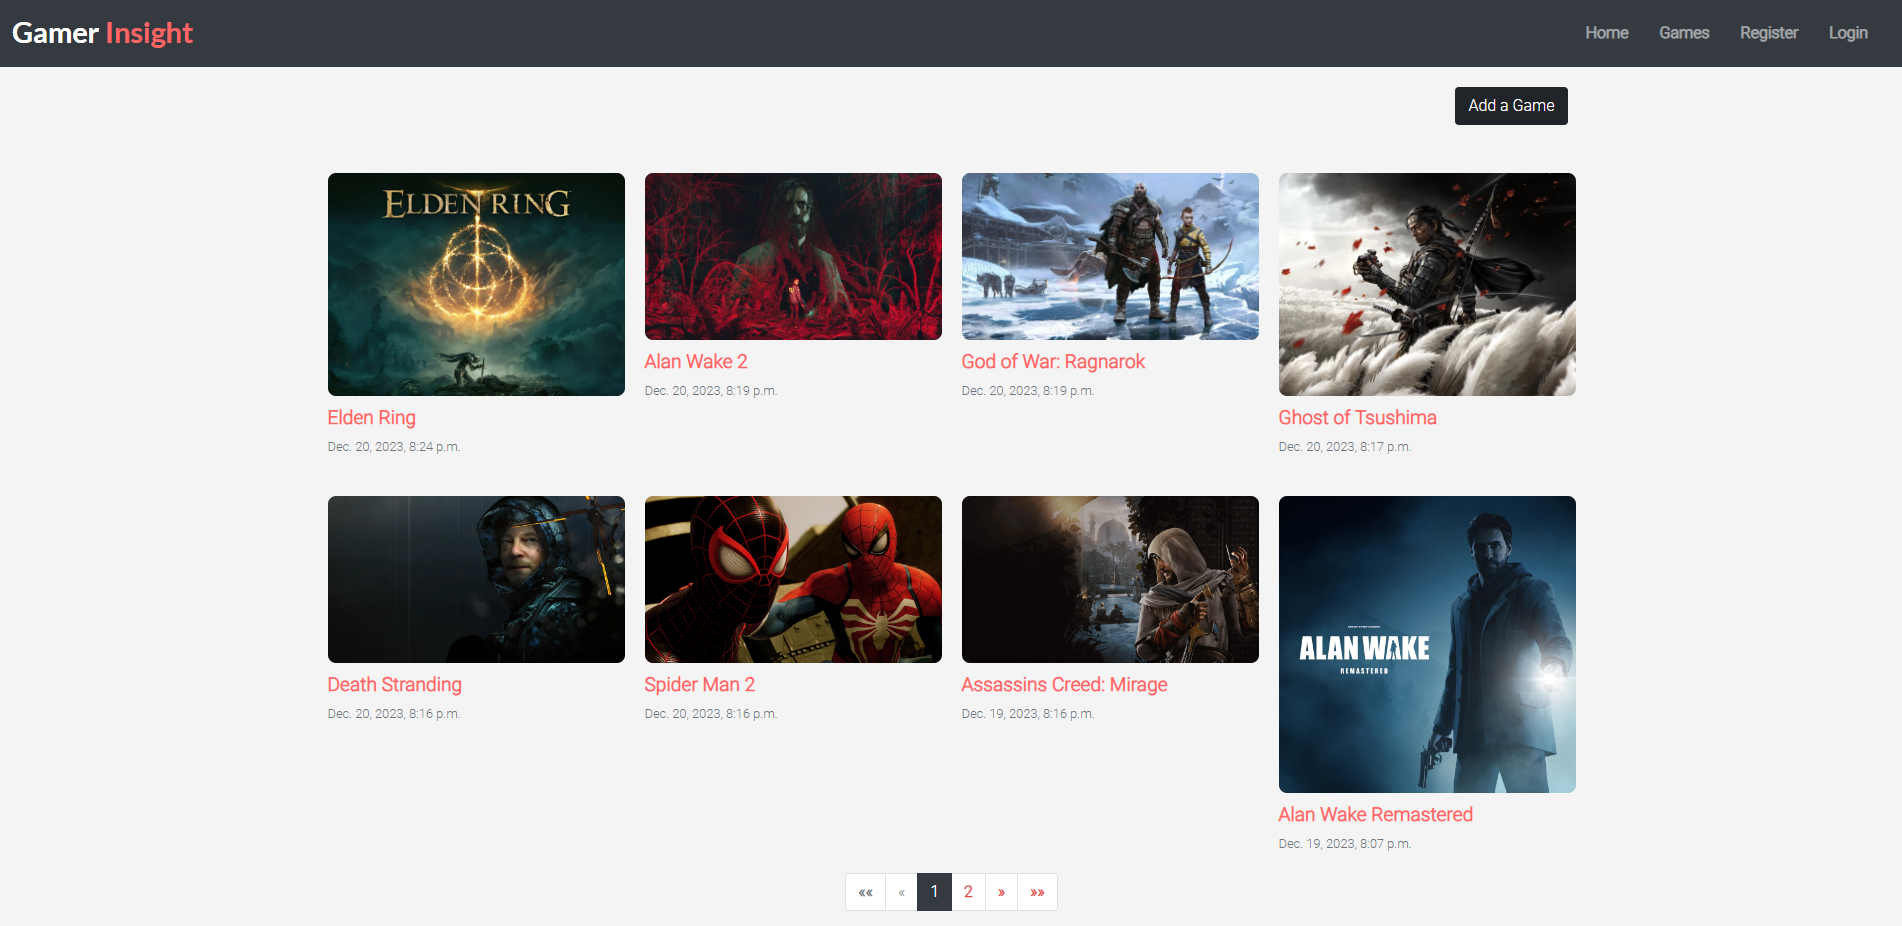 Gamer Insight
Home Games Register Login
Add a Game
ELDEN RING
Elden Ring
Dec. 20, 2023, 8:24 p.m.
Alan Wake 2
Dec. 20, 2023, 8:19 p.m.
God of War: Ragnarok
Dec. 20, 2023, 8:19 p.m.
Ghost of Tsushima
Dec. 20, 2023, 8:17 p.m.
Death Stranding
Dec. 20, 2023, 8:16 p.m.
Spider Man 2
Dec. 20, 2023, 8:16 p.m.
Assassins Creed: Mirage
Dec. 19, 2023, 8:16 p.m.
ALAN WAKE
REMASTERED
Alan Wake Remastered
Dec. 19, 2023, 8:07 p.m.
«« « 1 2 » »»